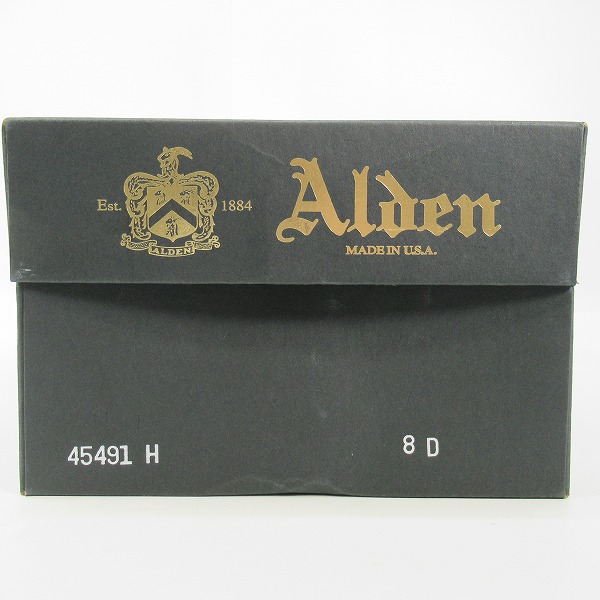 Est. 1884
ALDEN
Alden
MADE IN U.S.A.
45491 H 8 D